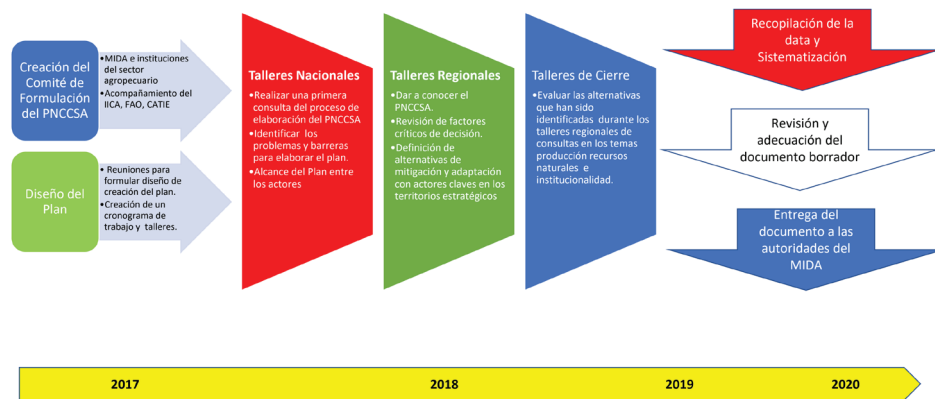 Creación del
Comité de
Formulación
del PNCCSA
•MIDA e instituciones
del sector
agropecuario
•Acompañamiento del
IICA, FAO, CATIE
Diseño del
Plan
•Reuniones para
formular diseño de
creación del plan.
•Creación de un
cronograma de
trabajo y talleres.
Talleres Nacionales
•Realizar una primera
consulta del proceso de
elaboración del PNCCSA
•Identificar los
problemas y barreras
para elaborar el plan.
•Alcance del Plan entre
los actores
Talleres Regionales
•Dar a conocer el
PNCCSA.
•Revisión de factores
críticos de decisión.
•Definición de
alternativas de
mitigación y adaptación
con actores claves en los
territorios estratégicos
Talleres de Cierre
•Evaluar las alternativas
que han sido
identificadas durante los
talleres regionales de
consultas en los temas
producción recursos
naturales e
institucionalidad.
Recopilación de la
data y
Sistematización
Revisión y
adecuación del
documento borrador
Entrega del
documento a las
autoridades del
MIDA
2017
2018
2019
2020